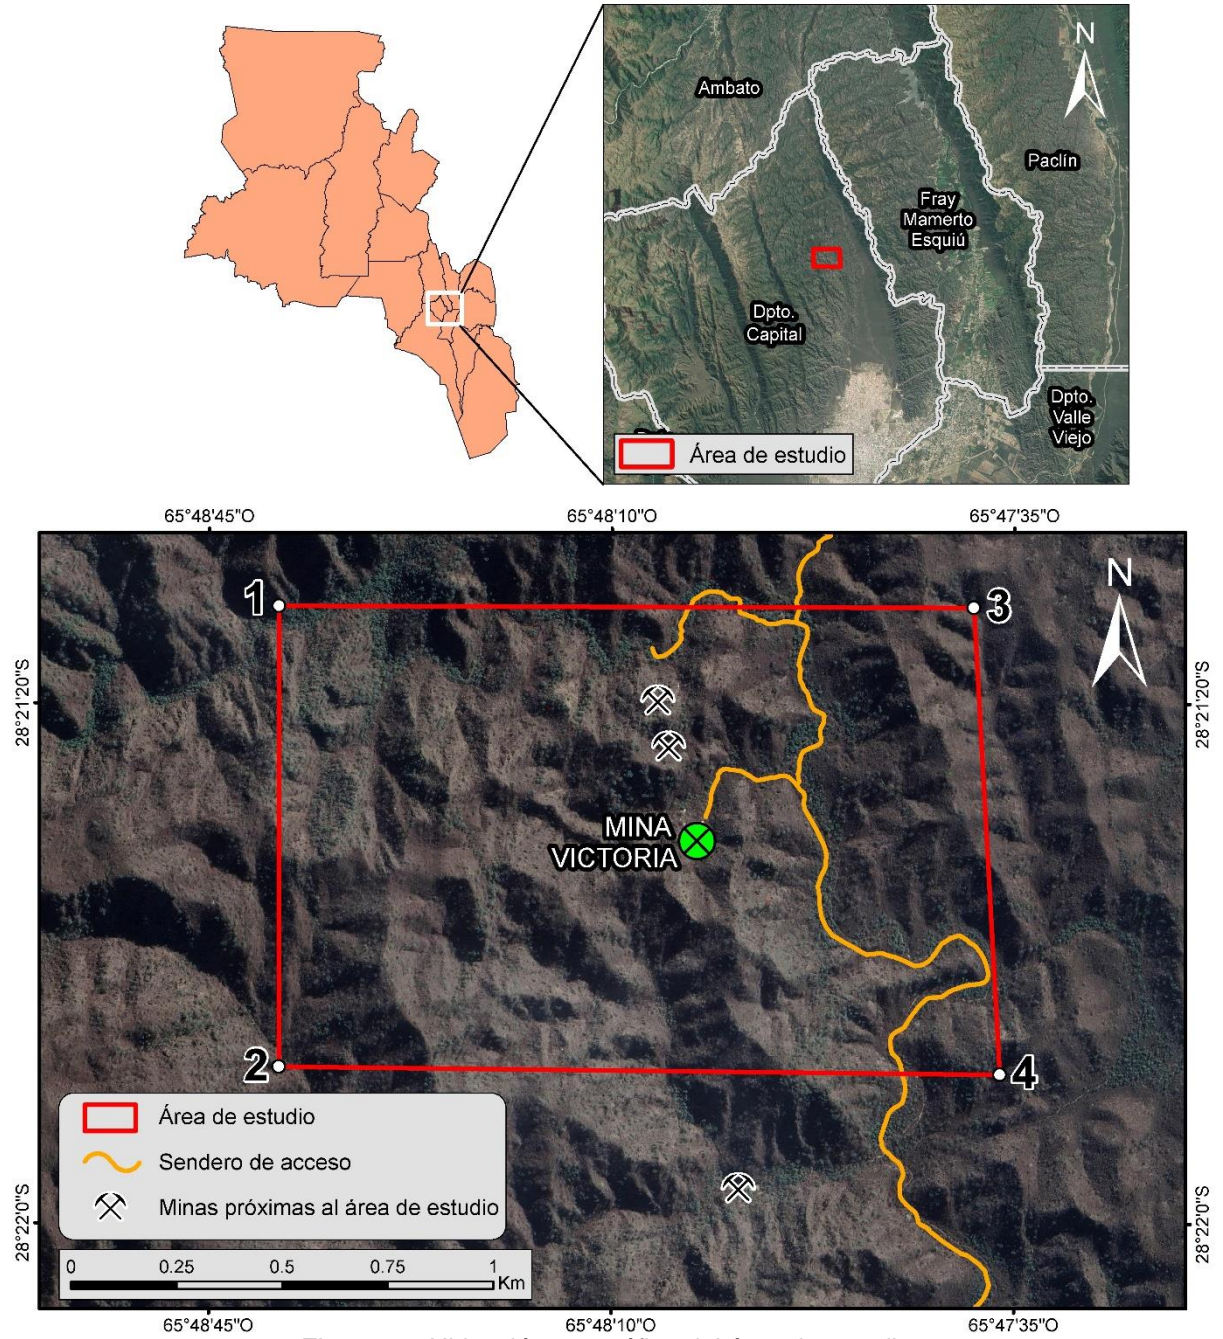 N
Ambato
Paclín
Fray
Mamerto
Esquiú
Dpto.
Capital
Dpto.
Valle
Viejo
Área de estudio
65°48'45"O
65°48'10"O
65°47'35"O
N
1
3
28°21'20"S
28°21'20"S
MINA
VICTORIA
2
4
Área de estudio
Sendero de acceso
Minas próximas al área de estudio
28°22'0"S
28°22'0"S
0
0.25
0.5
0.75
1
Km
65°48'45"O
65°48'10"O
65°47'35"O